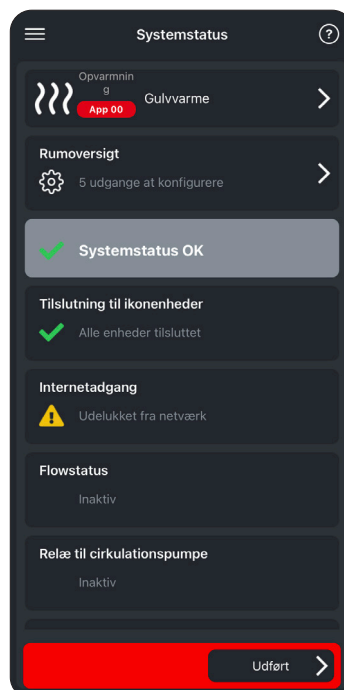 Systemstatus
?
Opvarmnin
g
App 00
Gulvvarme
Rumoversigt
5 udgange at konfigurere
Systemstatus OK
Tilslutning til ikonenheder
Alle enheder tilsluttet
Internetadgang
Udelukket fra netværk
Flowstatus
Inaktiv
Relæ til cirkulationspumpe
Inaktiv
Udført